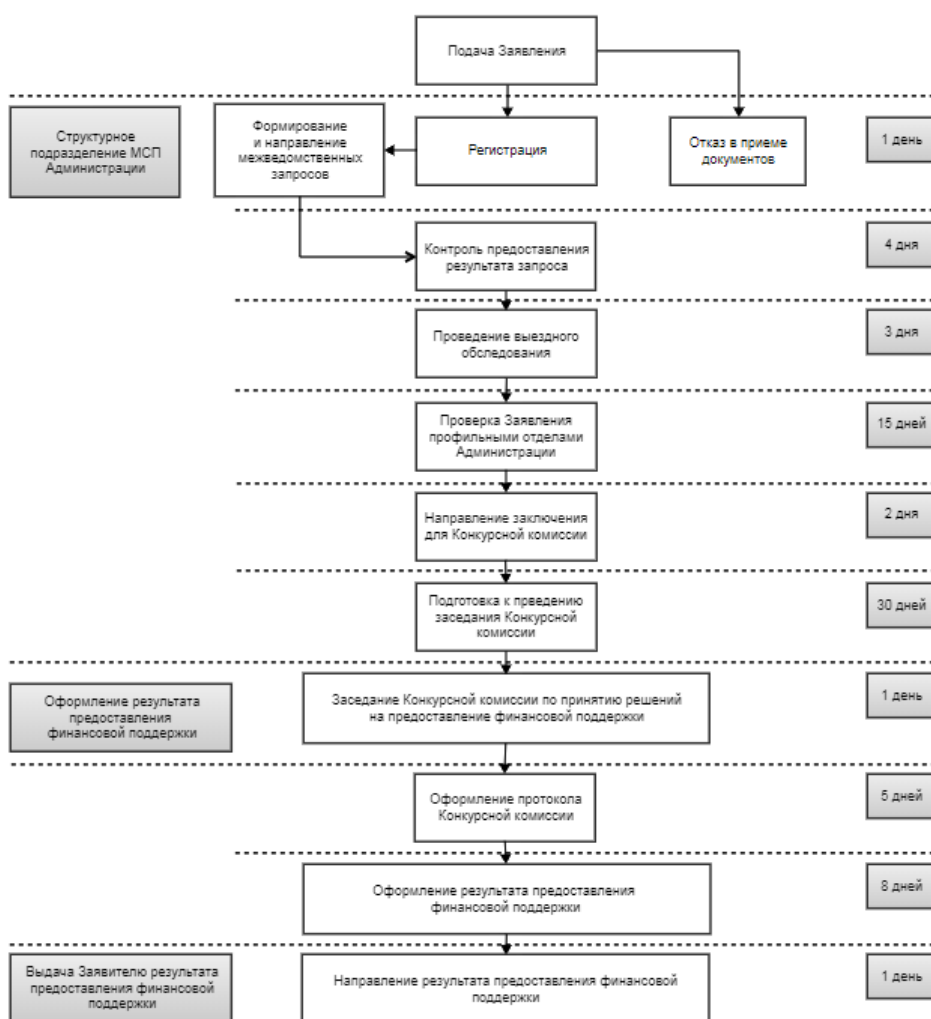 Подача Заявления
Структурное
подразделение МСП
Администрации
Формирование
и направление
межведомственных
запросов
Регистрация
Отказ в приеме
документов
1 день
Контроль предоставления
результата запроса
4 дня
Проведение выездного
обследования
3 дня
Проверка Заявления
профильными отделами
Администрации
15 дней
Направление заключения
для Конкурсной комиссии
2 дня
Подготовка к прведению
заседания Конкурсной
комиссии
30 дней
Оформление результата
предоставления
финансовой поддержки
Заседание Конкурсной комиссии по принятию решений
на предоставление финансовой поддержки
1 день
Оформление протокола
Конкурсной комиссии
5 дней
Оформление результата предоставления
финансовой поддержки
8 дней
Выдача Заявителю результата
предоставления финансовой
поддержки
Направление результата предоставления финансовой
поддержки
1 день